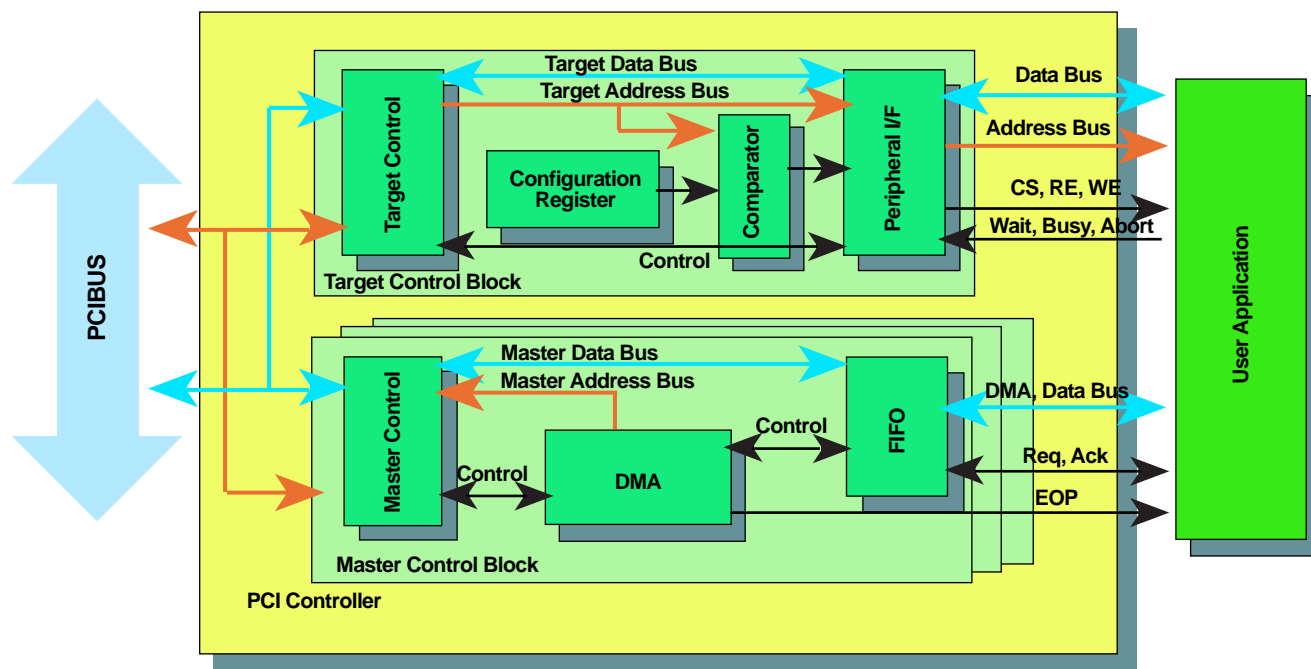 Target Data Bus
Target Address Bus
Target Control
Configuration
Register
Comparator
Peripheral I/F
Control
Target Control Block
Data Bus
Address Bus
CS, RE, WE
Wait, Busy, Abort
PCIBUS
User Application
Master Data Bus
Master Address Bus
Master Control
Control
DMA
Control
FIFO
DMA, Data Bus
Req, Ack
EOP
Master Control Block
PCI Controller